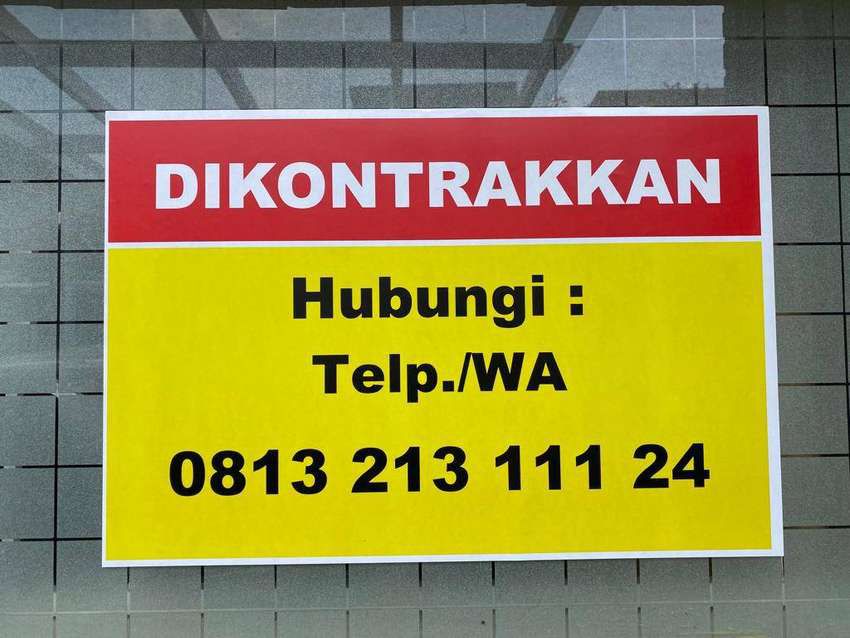 DIKONTRAKKAN
Hubungi :
Telp./WA
0813 213 111 24